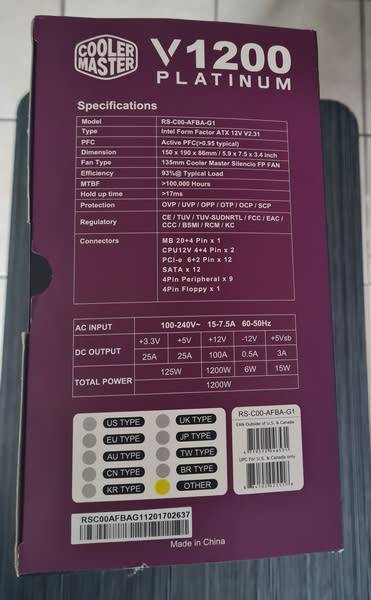 COOLER
MASTER
V1200
PLATINUM
Specifications
Model RS-C00-AFBA-G1
Type Intel Form Factor ATX 12V V2.31
PFC Active PFC(>0.95 typical)
Dimension 150 x 190 x 86mm / 5.9 x 7.5 x 3.4 inch
Fan Type 135mm Cooler Master Silencio FP FAN
Efficiency 93%@ Typical Load
MTBF >100,000 Hours
Hold up time >17ms
Protection OVP / UVP / OPP / OTP / OCP / SCP
Regulatory CE / TUV / TUV-SUDNRTL / FCC / EAC /
CCC / BSMI / RCM / KC
Connectors MB 20+4 Pin x 1
CPU12V 4+4 Pin x 2
PCI-e 6+2 Pin x 12
SATA x 12
4Pin Peripheral x 9
4Pin Floppy x 1
AC INPUT 100-240V~ 15-7.5A 60-50Hz
DC OUTPUT +3.3V +5V +12V -12V +5Vsb
25A 25A 100A 0.5A 3A
TOTAL POWER 125W 1200W 6W 15W
1200W
US TYPE UK TYPE
EU TYPE JP TYPE
AU TYPE TW TYPE
CN TYPE BR TYPE
KR TYPE OTHER
RS-C00-AFBA-G1
EAN Outside of U.S. & Canada
UPC For U.S. & Canada only
RSC00AFBAG11201702637
Made in China